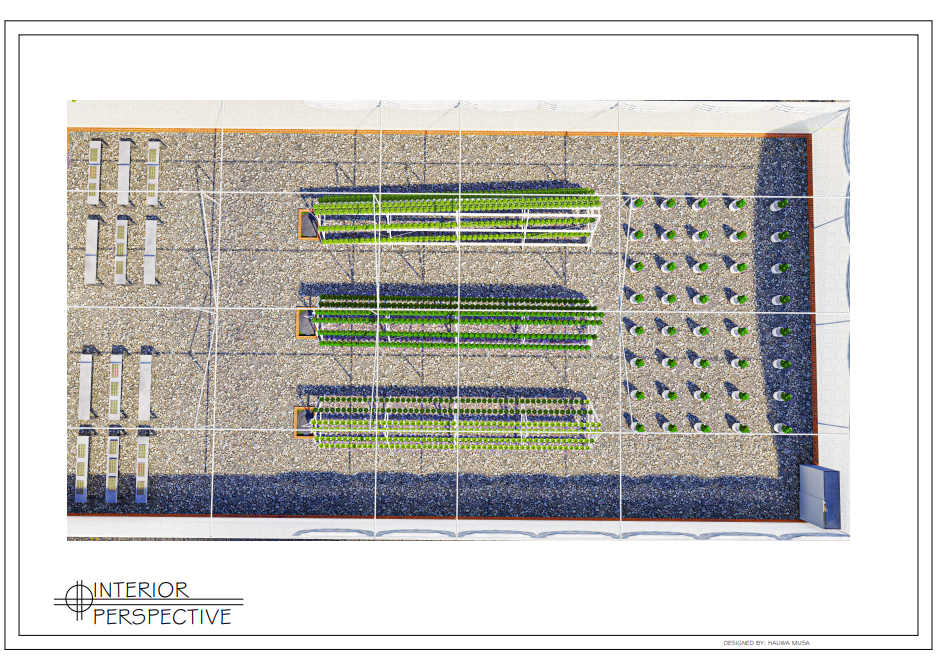 INTERIOR
PERSPECTIVE
DESIGNED BY: HAUWA MUSA